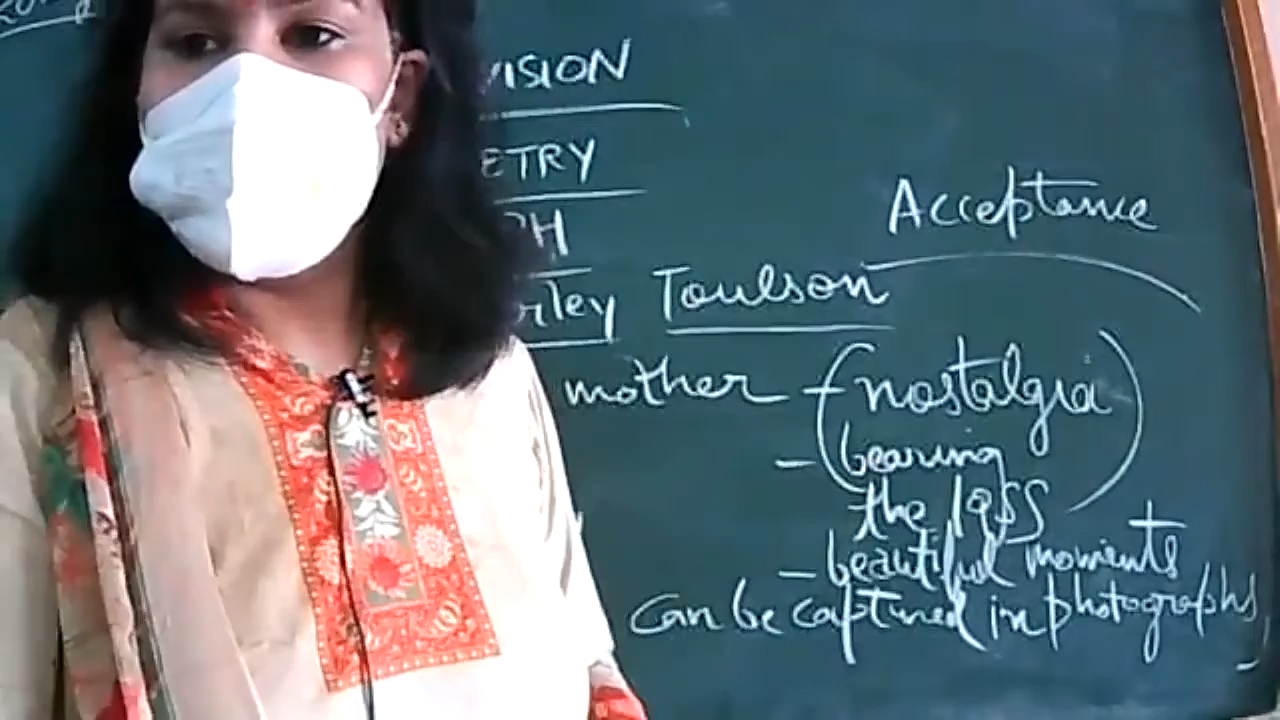 VISION
ETRY
PH
Acceptance
rley Toulson
mother - (nostalgia)
- bearing
the loss
- beautiful moments
can be captured in photographs